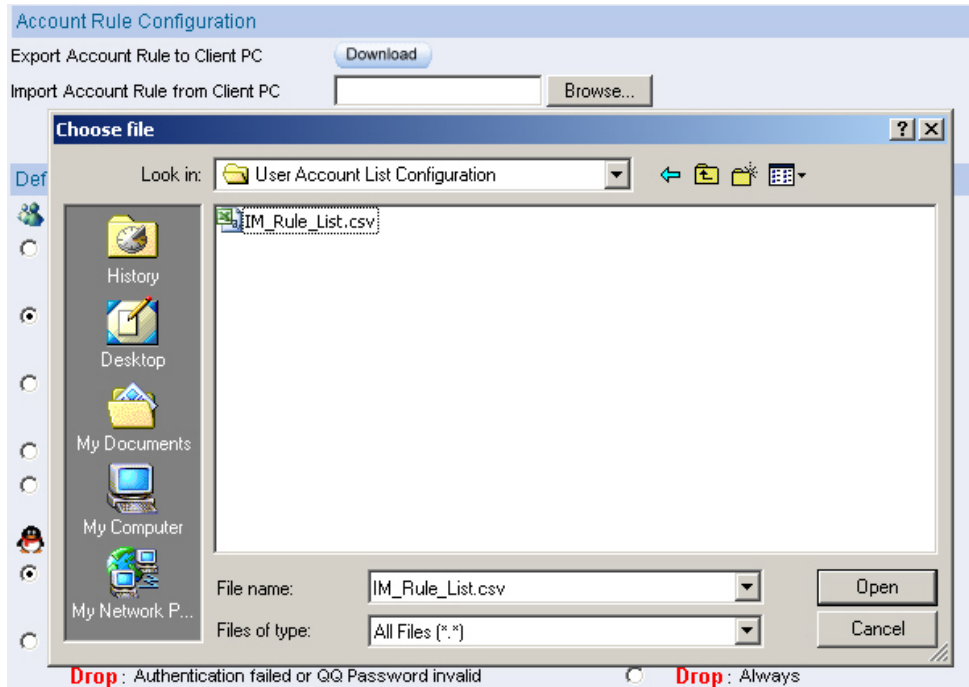 Account Rule Configuration
Export Account Rule to Client PC Download
Import Account Rule from Client PC Browse...
Choose file
Def
Look in: User Account List Configuration
IM_Rule_List.csv
History
Desktop
My Documents
My Computer
My Network P...
File name: IM_Rule_List.csv Open
Files of type: All Files (*.*) Cancel
Drop : Authentication failed or QQ Password invalid Drop : Always